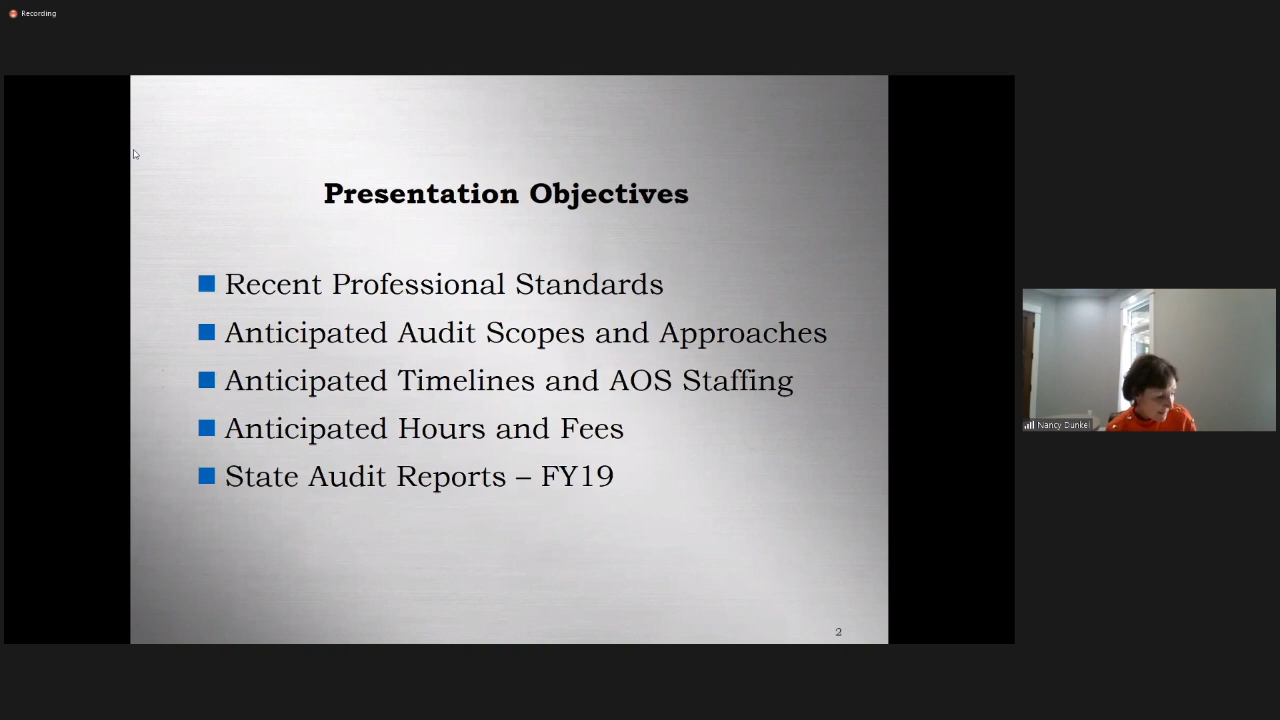 Recording
Presentation Objectives
Recent Professional Standards
Anticipated Audit Scopes and Approaches
Anticipated Timelines and AOS Staffing
Anticipated Hours and Fees
State Audit Reports – FY19
2
Nancy Dunkel